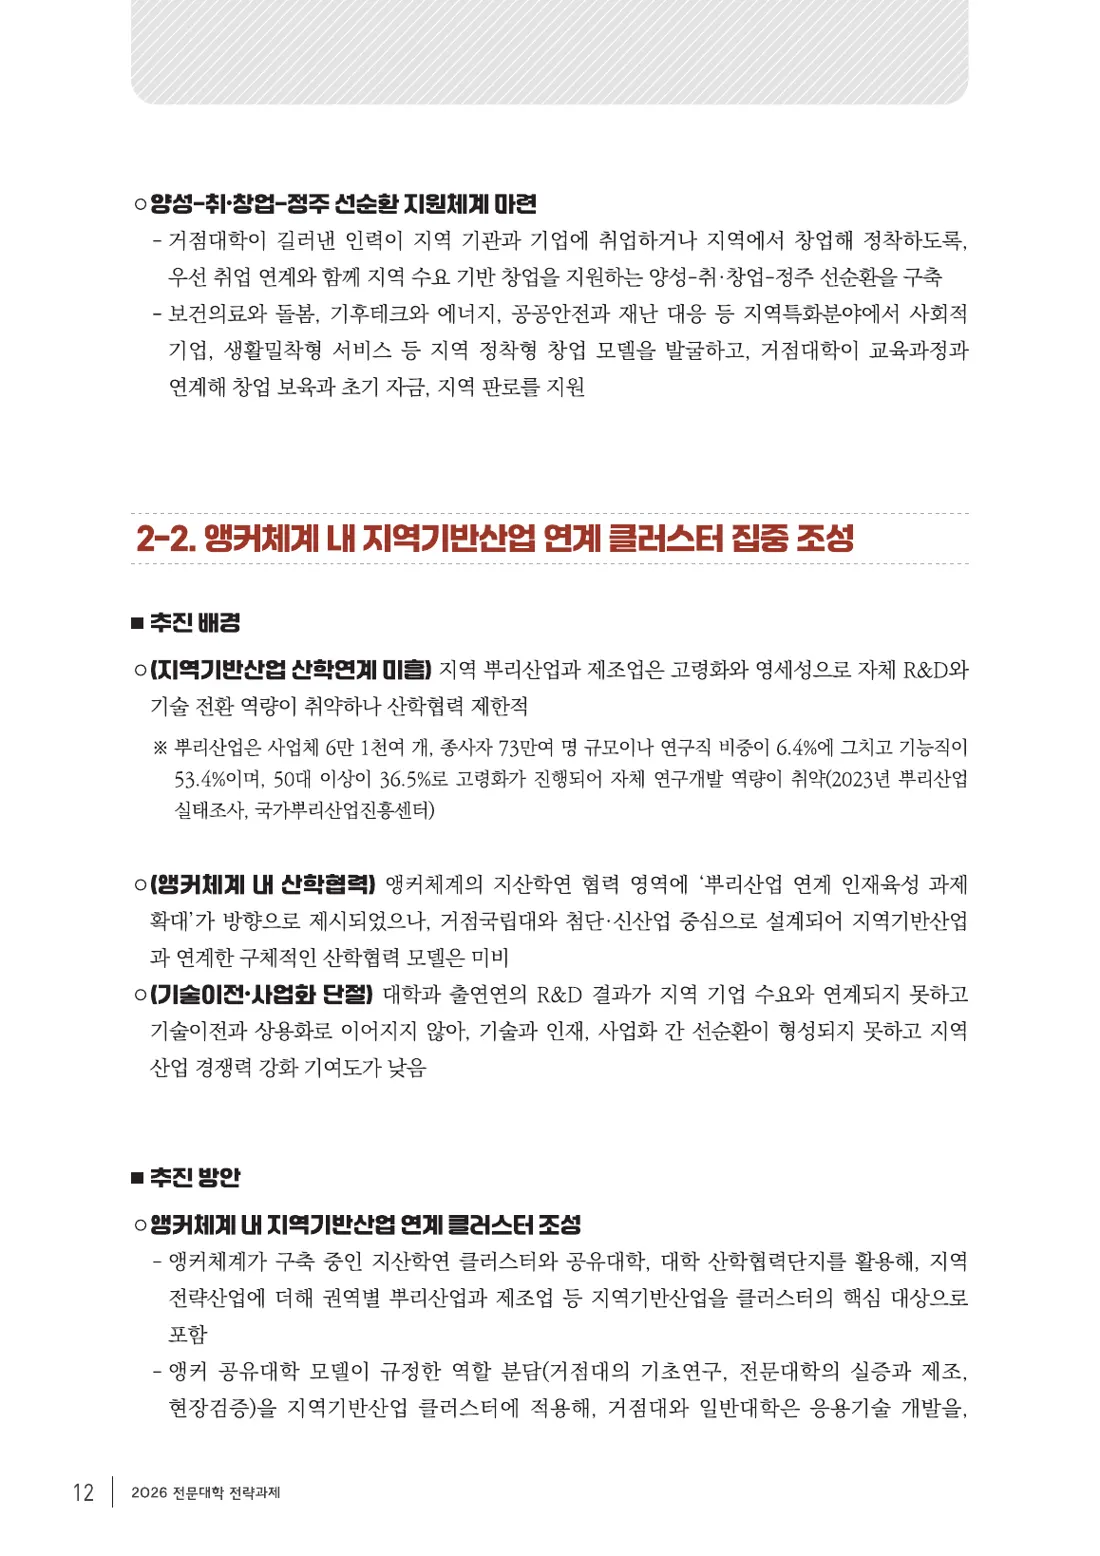 ○ 양성-취·창업-정주 선순환 지원체계 마련
- 거점대학이 길러낸 인력이 지역 기관과 기업에 취업하거나 지역에서 창업해 정착하도록,
우선 취업 연계와 함께 지역 수요 기반 창업을 지원하는 양성-취·창업-정주 선순환을 구축
- 보건의료와 돌봄, 기후테크와 에너지, 공공안전과 재난 대응 등 지역특화분야에서 사회적
기업, 생활밀착형 서비스 등 지역 정착형 창업 모델을 발굴하고, 거점대학이 교육과정과
연계해 창업 보육과 초기 자금, 지역 판로를 지원
2-2. 앵커체계 내 지역기반산업 연계 클러스터 집중 조성
■ 추진 배경
○ (지역기반산업 산학연계 미흡) 지역 뿌리산업과 제조업은 고령화와 영세성으로 자체 R&D와
기술 전환 역량이 취약하나 산학협력 제한적
※ 뿌리산업은 사업체 6만 1천여 개, 종사자 73만여 명 규모이나 연구직 비중이 6.4%에 그치고 기능직이
53.4%이며, 50대 이상이 36.5%로 고령화가 진행되어 자체 연구개발 역량이 취약(2023년 뿌리산업
실태조사, 국가뿌리산업진흥센터)
○ (앵커체계 내 산학협력) 앵커체계의 지산학연 협력 영역에 ‘뿌리산업 연계 인재육성 과제
확대’가 방향으로 제시되었으나, 거점국립대와 첨단·신산업 중심으로 설계되어 지역기반산업
과 연계한 구체적인 산학협력 모델은 미비
○ (기술이전·사업화 단절) 대학과 출연연의 R&D 결과가 지역 기업 수요와 연계되지 못하고
기술이전과 상용화로 이어지지 않아, 기술과 인재, 사업화 간 선순환이 형성되지 못하고 지역
산업 경쟁력 강화 기여도가 낮음
■ 추진 방안
○ 앵커체계 내 지역기반산업 연계 클러스터 조성
- 앵커체계가 구축 중인 지산학연 클러스터와 공유대학, 대학 산학협력단지를 활용해, 지역
전략산업에 더해 권역별 뿌리산업과 제조업 등 지역기반산업을 클러스터의 핵심 대상으로
포함
- 앵커 공유대학 모델이 규정한 역할 분담(거점대의 기초연구, 전문대학의 실증과 제조,
현장검증)을 지역기반산업 클러스터에 적용해, 거점대와 일반대학은 응용기술 개발을,
12
2026 전문대학 전략과제